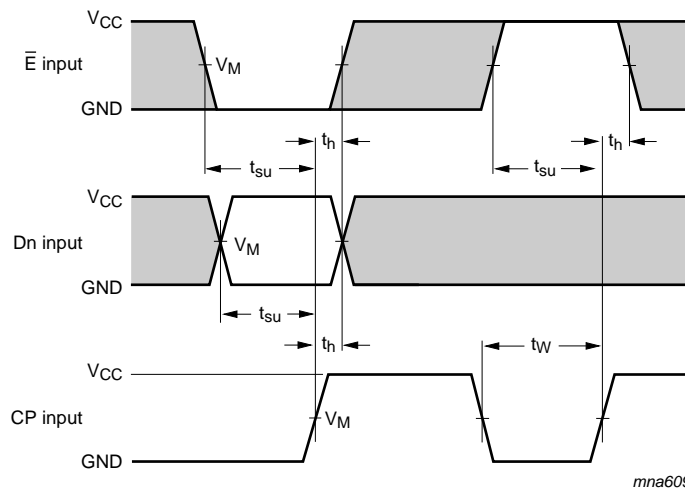 VCC
E̅ input
VM
GND
th
th
tsu
tsu
VCC
Dn input
VM
GND
tsu
th
tW
VCC
CP input
VM
GND
mna609